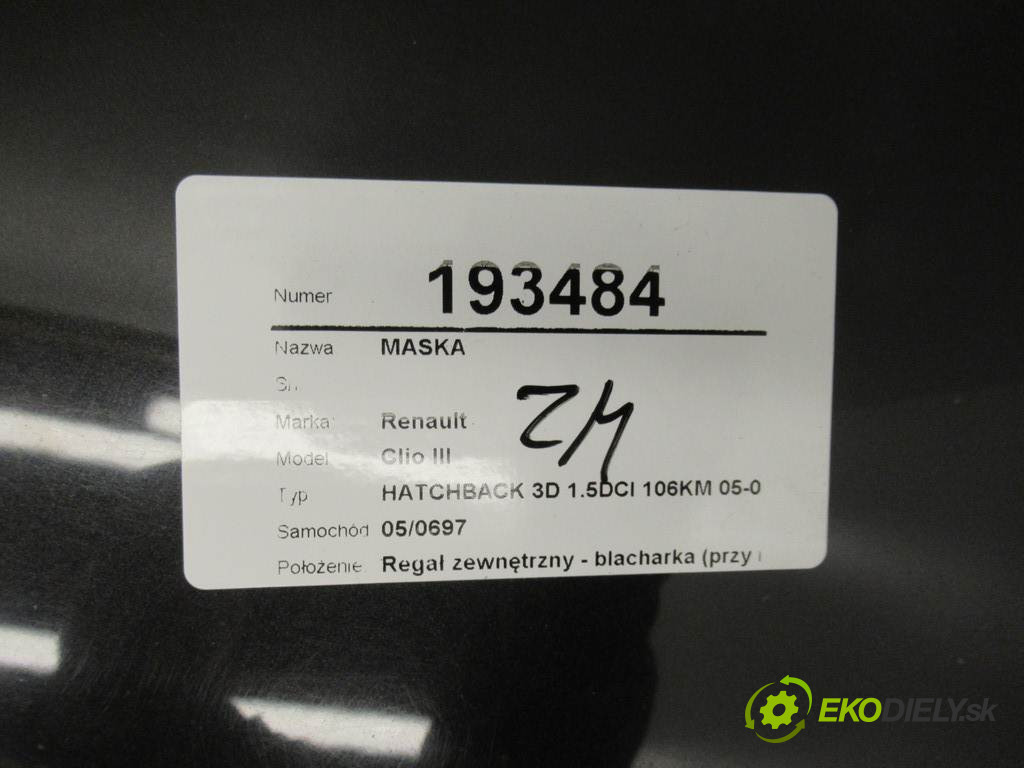 Numer 193484
Nazwa MASKA
Marka Renault
Model Clio III
Typ HATCHBACK 3D 1.5DCI 106KM 05-0
Samochód 05/0697
Położenie Regał zewnętrzny - blacharka (przy
EKODIELY.sk